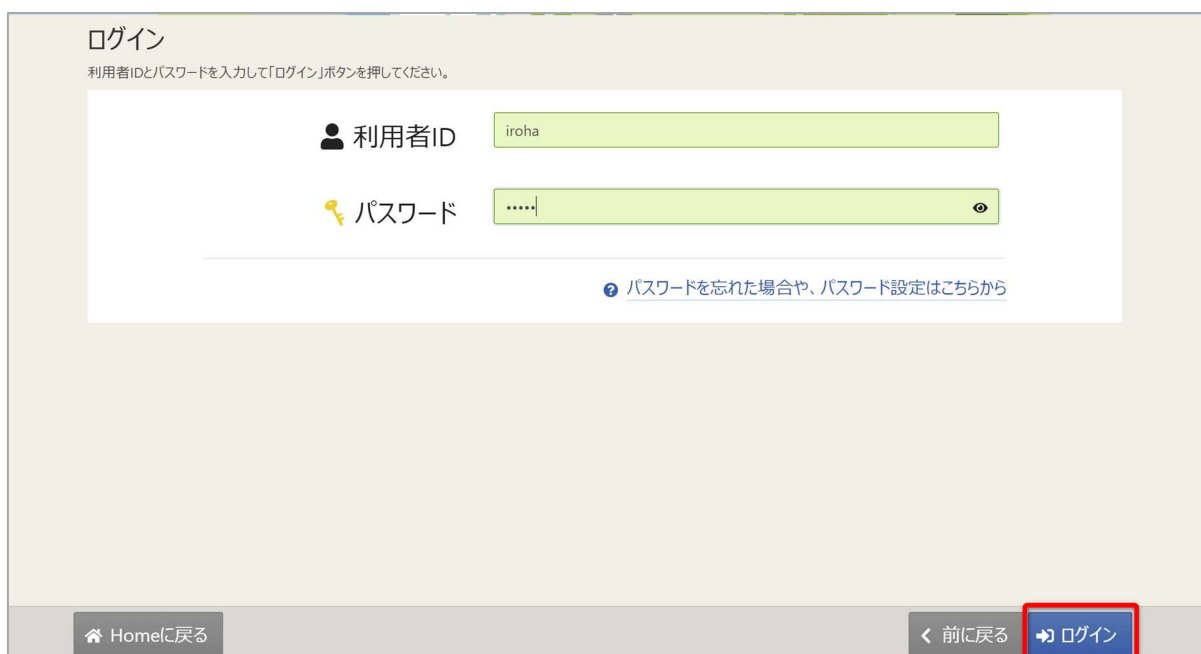 ログイン
利用者IDとパスワードを入力して「ログイン」ボタンを押してください。
利用者ID
iroha
パスワード
•••••
パスワードを忘れた場合や、パスワード設定はこちらから
Homeに戻る
前に戻る
ログイン